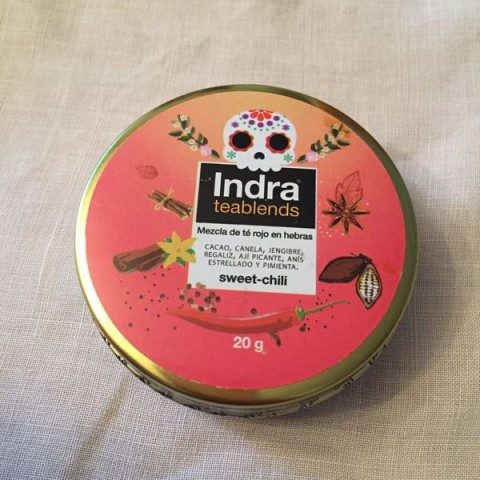 Indra
teablends
Mezcla de té rojo en hebras
CACAO, CANELA, JENGIBRE,
REGALIZ, AJÍ PICANTE, ANÍS
ESTRELLADO Y PIMIENTA.
sweet-chili
20 g